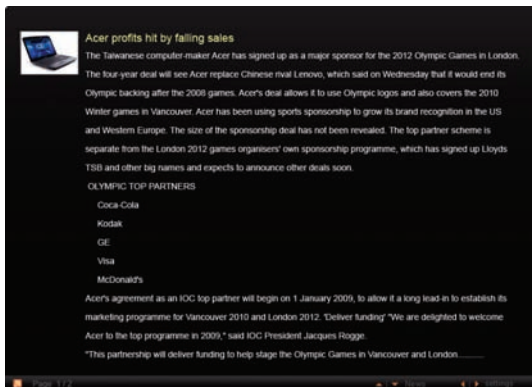 Acer profits hit by falling sales
The Taiwanese computer-maker Acer has signed up as a major sponsor for the 2012 Olympic Games in London.
The four-year deal will see Acer replace Chinese rival Lenovo, which said on Wednesday that it would end its
Olympic backing after the 2008 games. Acer's deal allows it to use Olympic logos and also covers the 2010
Winter games in Vancouver. Acer has been using sports sponsorship to grow its brand recognition in the US
and Western Europe. The size of the sponsorship deal has not been revealed. The top partner scheme is
separate from the London 2012 games organisers' own sponsorship programme, which has signed up Lloyds
TSB and other big names and expects to announce other deals soon.
OLYMPIC TOP PARTNERS
Coca-Cola
Kodak
GE
Visa
McDonald's
Acer's agreement as an IOC top partner will begin on 1 January 2009, to allow it a long lead-in to establish its
marketing programme for Vancouver 2010 and London 2012. 'Deliver funding' "We are delighted to welcome
Acer to the top programme in 2009," said IOC President Jacques Rogge.
"This partnership will deliver funding to help stage the Olympic Games in Vancouver and London............
Page 1/2 News